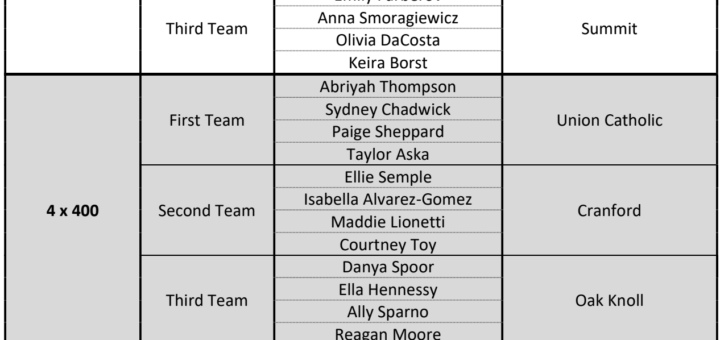 Third Team
Anna Smoragiewicz
Olivia DaCosta
Keira Borst
Summit
4 x 400
First Team
Abriyah Thompson
Sydney Chadwick
Paige Sheppard
Taylor Aska
Union Catholic
Second Team
Ellie Semple
Isabella Alvarez-Gomez
Maddie Lionetti
Courtney Toy
Cranford
Third Team
Danya Spoor
Ella Hennessy
Ally Sparno
Reagan Moore
Oak Knoll